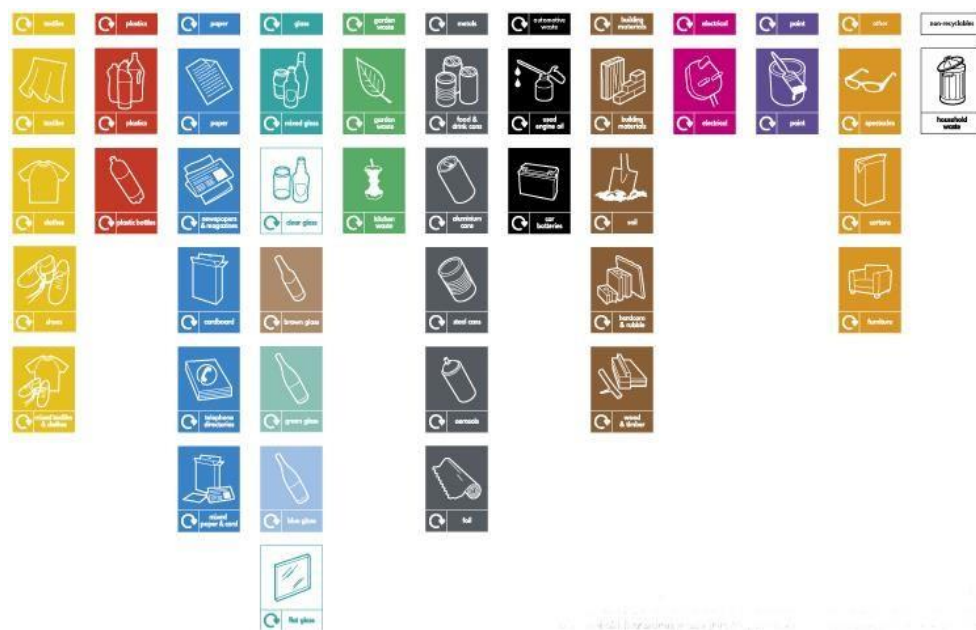 textiles
plastics
paper
glass
garden
waste
metals
automotive
waste
building
materials
electrical
paint
other
non-recyclables
textiles
plastics
paper
mixed glass
garden
waste
food &
drink cans
used
engine oil
building
materials
electrical
paint
spectacles
household
waste
clothes
plastic bottles
newspapers
& magazines
clear glass
kitchen
waste
aluminium
cans
car
batteries
soil
cartons
shoes
cardboard
brown glass
steel cans
hardcore
& rubble
furniture
mixed textiles
& clothes
telephone
directories
green glass
aerosols
wood
& timber
mixed
paper & card
blue glass
foil
flat glass